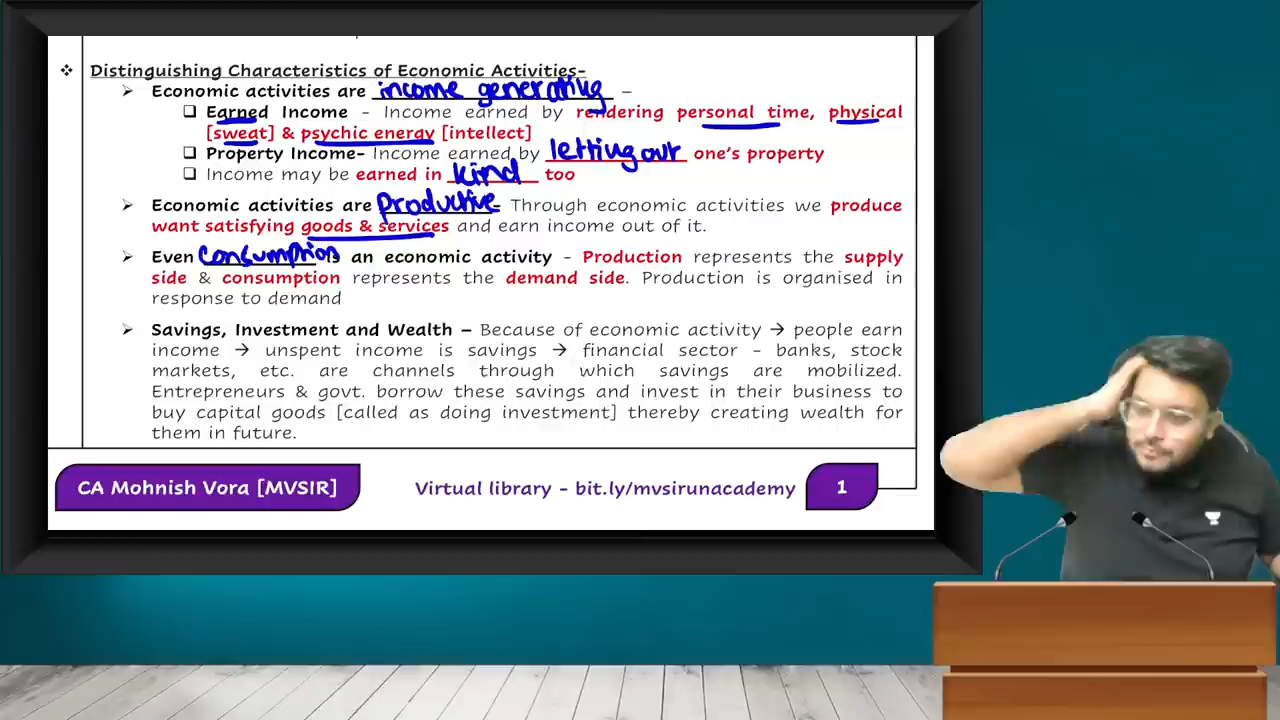 ❖ Distinguishing Characteristics of Economic Activities-
➢ Economic activities are income generating –
❑ Earned Income - Income earned by rendering personal time, physical
[sweat] & psychic energy [intellect]
❑ Property Income- Income earned by letting out one's property
❑ Income may be earned in kind too
➢ Economic activities are productive - Through economic activities we produce
want satisfying goods & services and earn income out of it.
➢ Even consumption is an economic activity - Production represents the supply
side & consumption represents the demand side. Production is organised in
response to demand
➢ Savings, Investment and Wealth – Because of economic activity → people earn
income → unspent income is savings → financial sector - banks, stock
markets, etc. are channels through which savings are mobilized.
Entrepreneurs & govt. borrow these savings and invest in their business to
buy capital goods [called as doing investment] thereby creating wealth for
them in future.
CA Mohnish Vora [MVSIR] Virtual library - bit.ly/mvsirunacademy 1